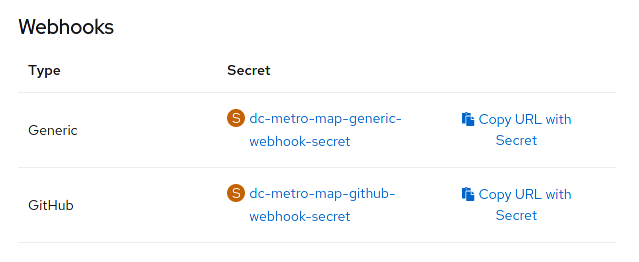 Webhooks
Type Secret
Generic S dc-metro-map-generic- Copy URL with
webhook-secret Secret
GitHub S dc-metro-map-github- Copy URL with
webhook-secret Secret